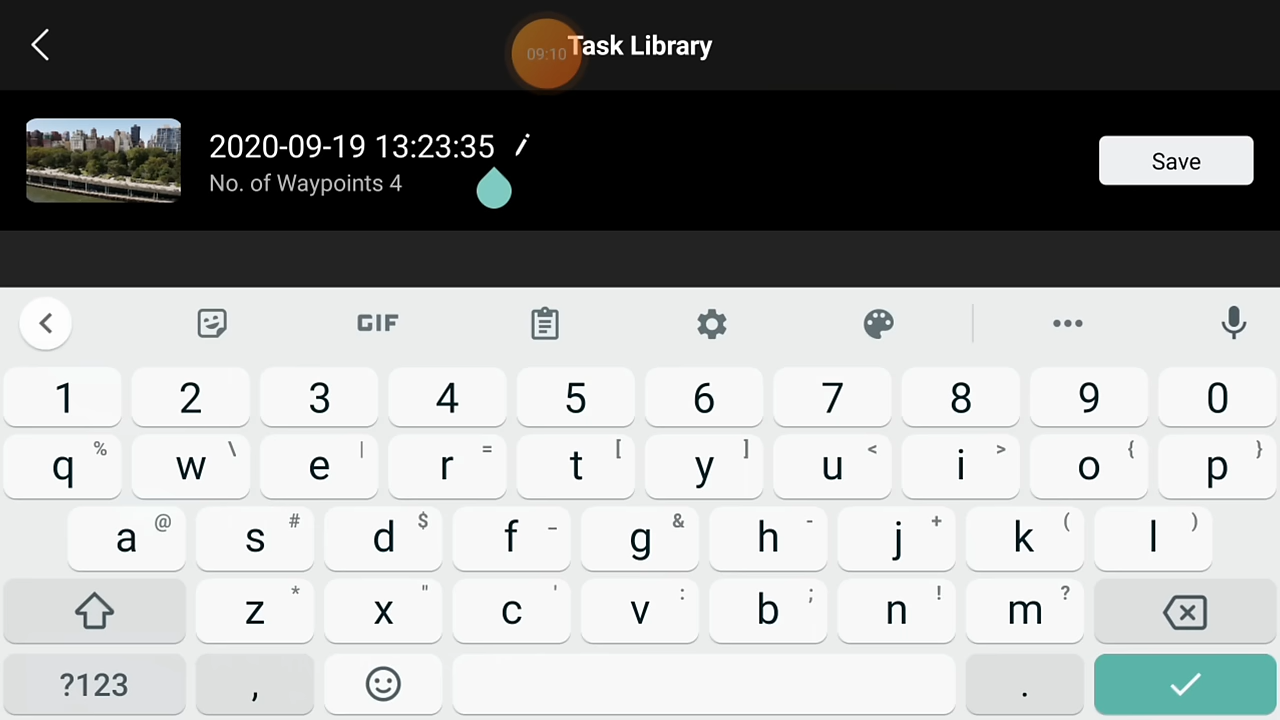 Task Library
09:10
2020-09-19 13:23:35
No. of Waypoints 4
Save
GIF
1 2 3 4 5 6 7 8 9 0
q % w \ e | r = t [ y ] u < i > o { p }
a @ s # d $ f _ g & h - j + k ( l )
z * x " c ' v : b ; n ! m ?
?123 , .